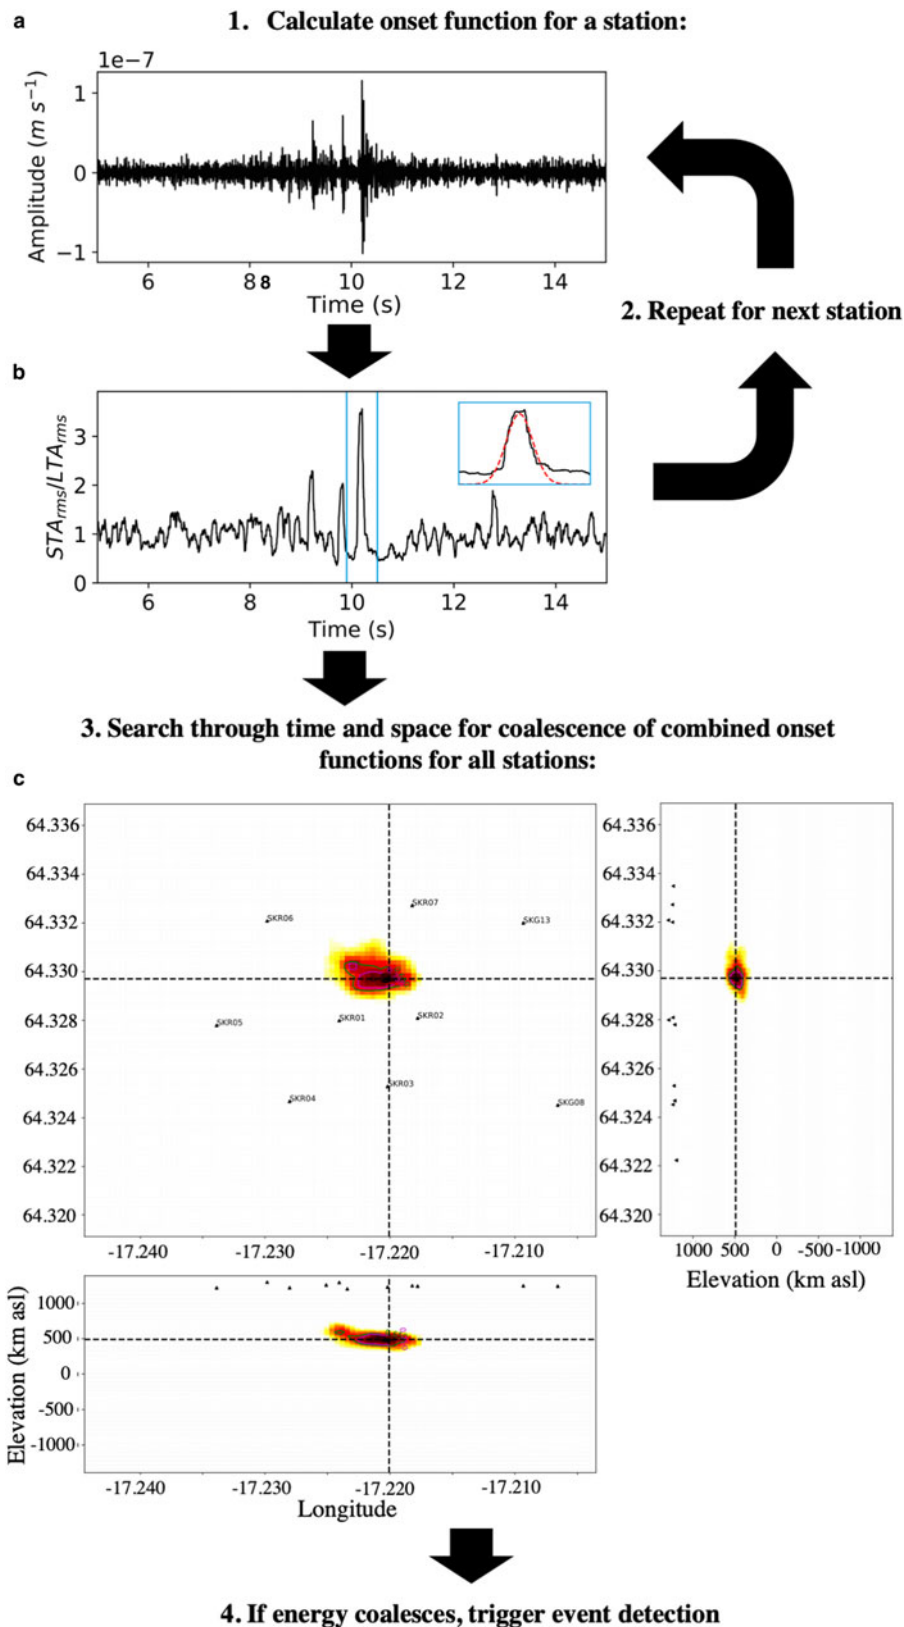 a
1. Calculate onset function for a station:
1e−7
Amplitude (m s⁻¹)
1
0
−1
6 88 10 12 14
Time (s)
2. Repeat for next station
b
STArms/LTArms
3
2
1
0
6 8 10 12 14
Time (s)
3. Search through time and space for coalescence of combined onset
functions for all stations:
c
64.336
64.334
64.332
64.330
64.328
64.326
64.324
64.322
64.320
SKR06
SKR07
SKG13
SKR05
SKR01
SKR02
SKR03
SKR04
SKG08
-17.240 -17.230 -17.220 -17.210
64.336
64.334
64.332
64.330
64.328
64.326
64.324
64.322
64.320
1000 500 0 -500 -1000
Elevation (km asl)
Elevation (km asl)
1000
500
0
-500
-1000
-17.240 -17.230 -17.220 -17.210
Longitude
4. If energy coalesces, trigger event detection